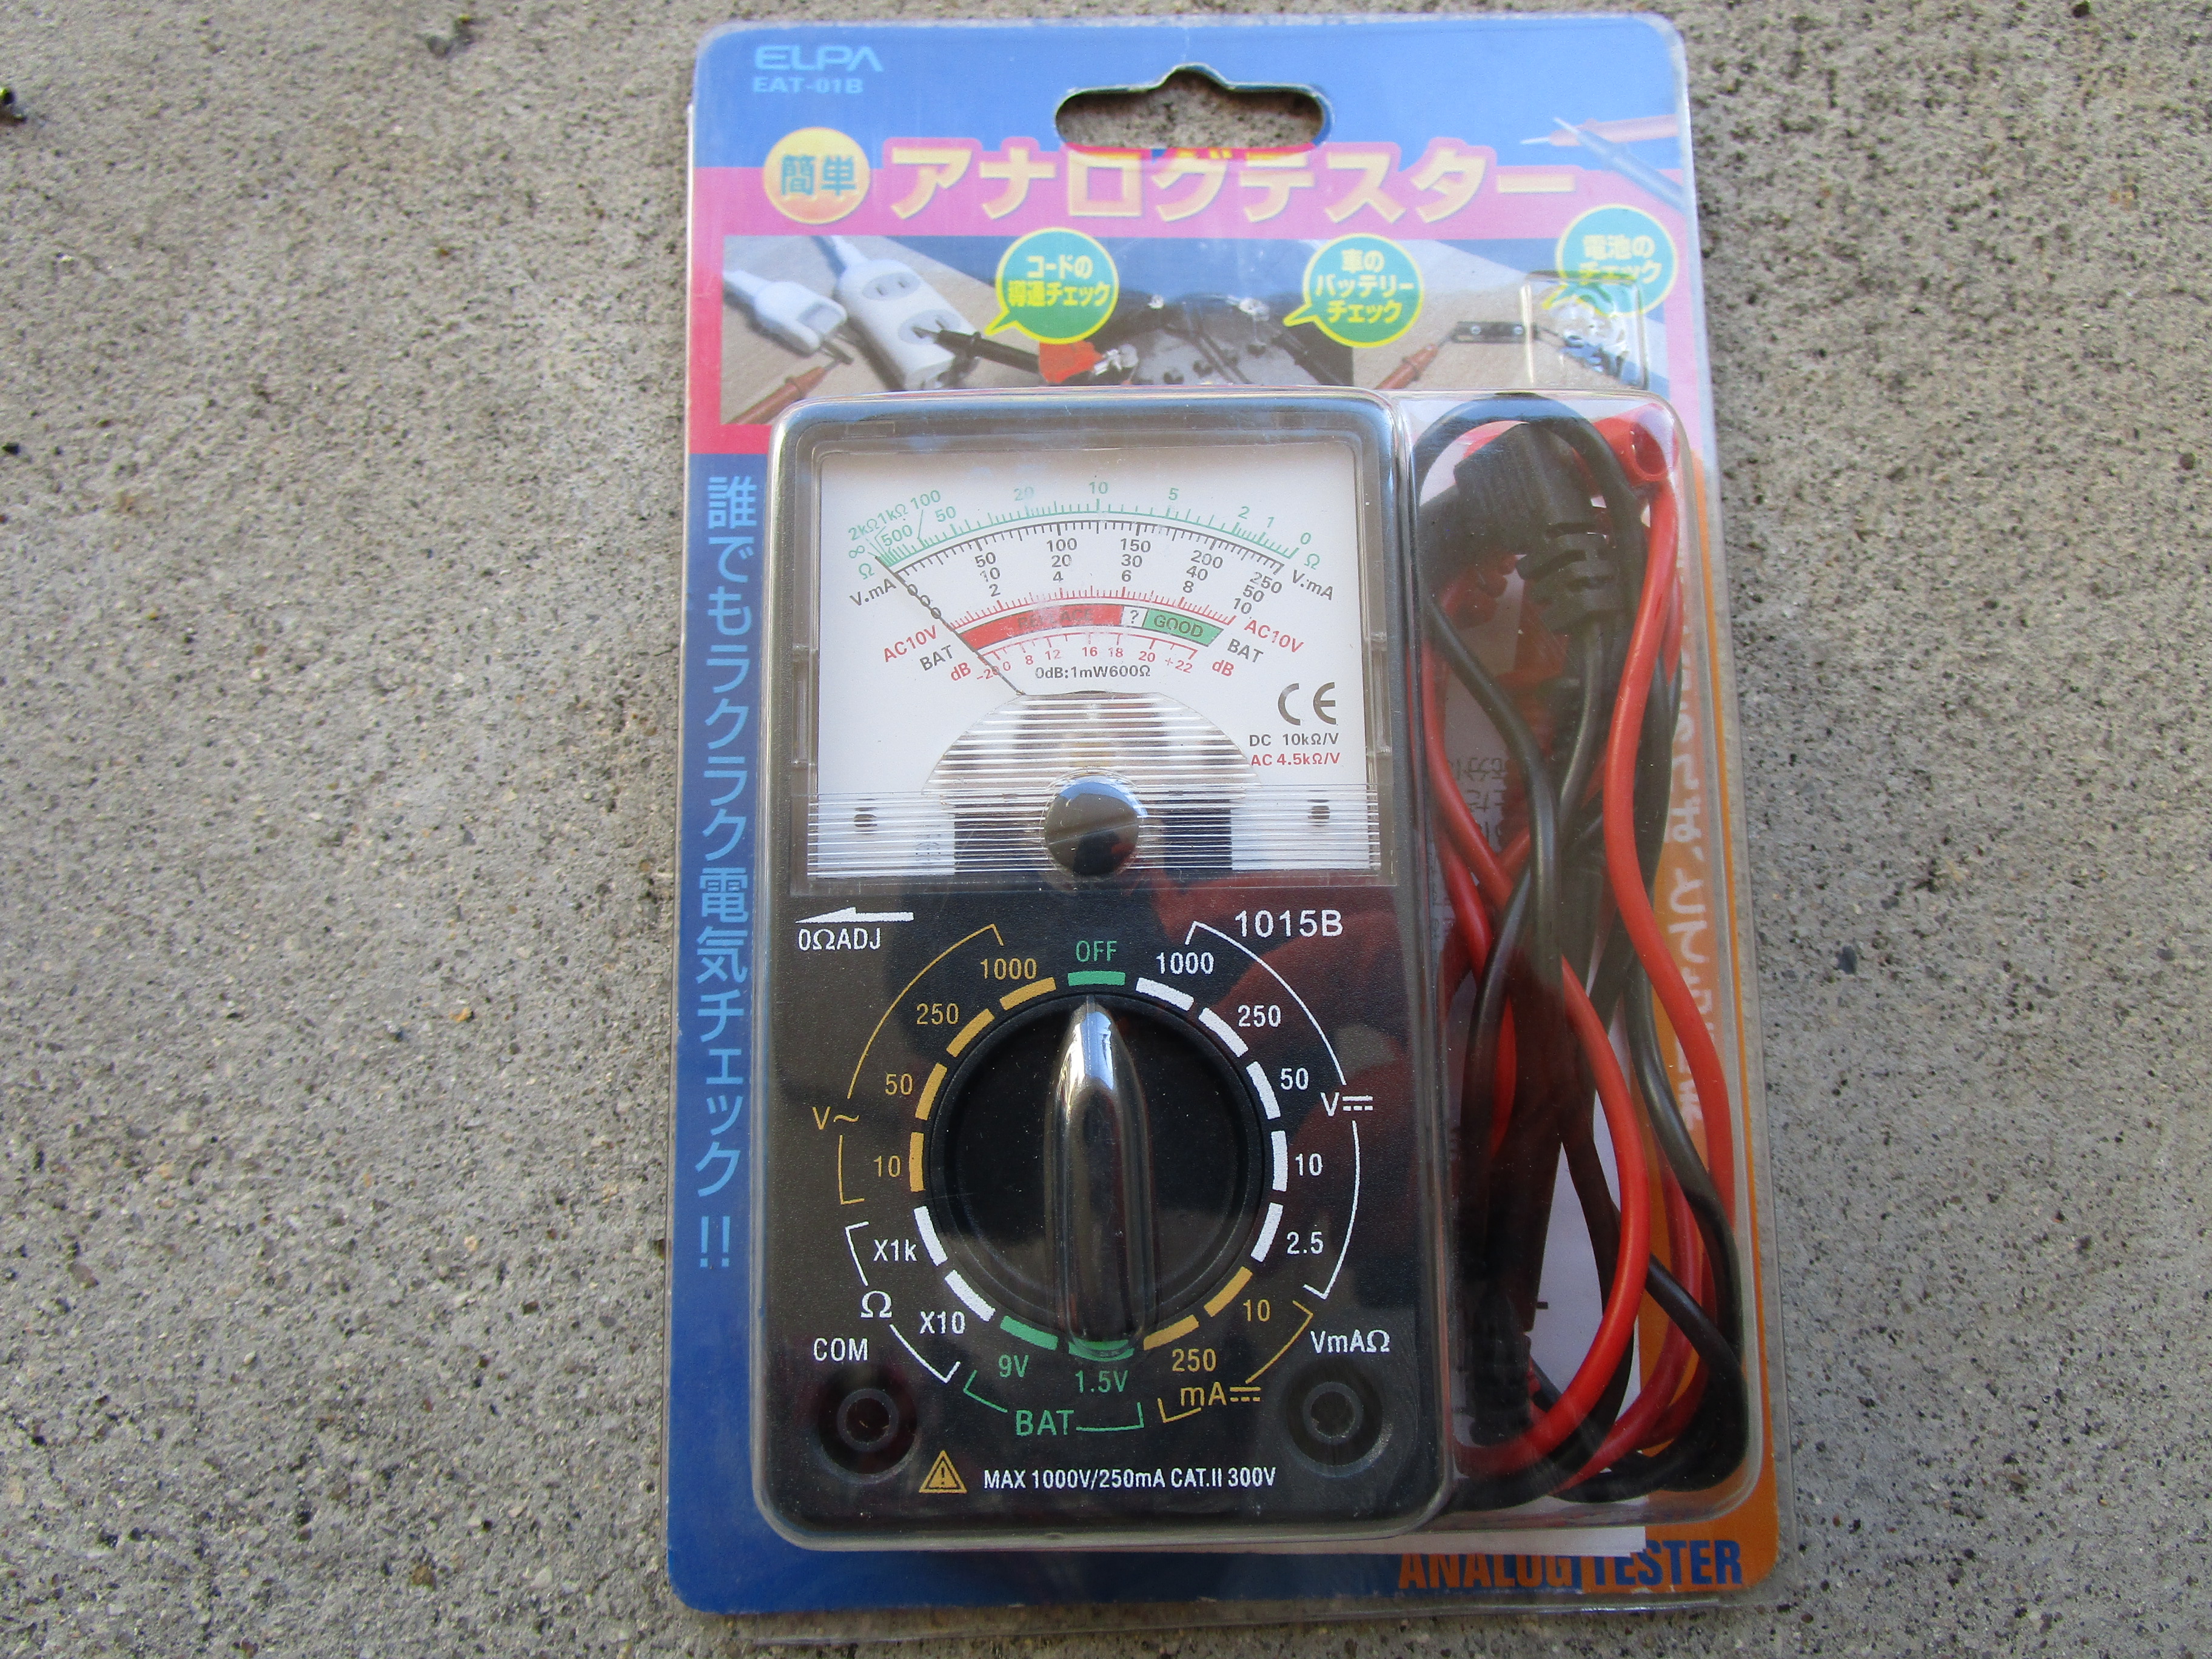 ELPA
EAT-01B
簡単 アナログテスター
コードの
導通チェック
車の
バッテリー
チェック
電池の
チェック
誰でもラクラク電気チェック!!
2kΩ 1kΩ 100 20 10 5 2 1 0
∞ 500 50 Ω
Ω 50 100 150 200 250 V.mA
V.mA 0 10 20 30 40 50
0 2 4 6 8 10
AC10V AC10V
BAT ? GOOD BAT
dB -20 0 8 12 16 18 20 +22 dB
0dB:1mW600Ω
CE
DC 10kΩ/V
AC 4.5kΩ/V
0ΩADJ
1015B
OFF
1000
250
50
10
2.5
V⎓
10
250
mA⎓
1.5V
9V
BAT
X10
X1k
Ω
10
50
250
1000
V~
COM
VmAΩ
MAX 1000V/250mA CAT.II 300V
ANALOG TESTER